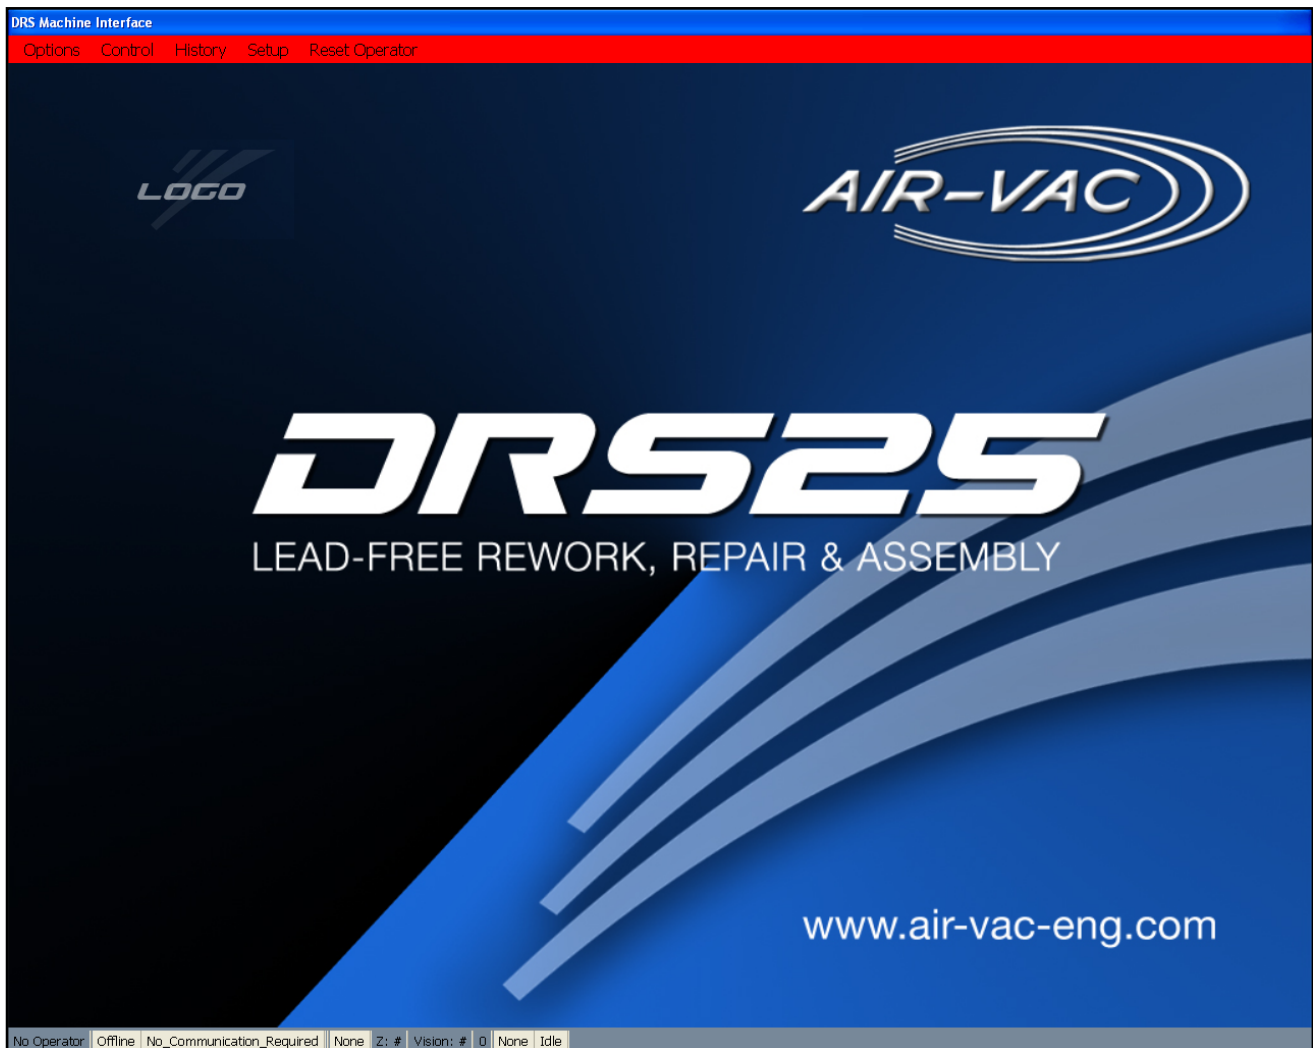 DRS Machine Interface
Options Control History Setup Reset Operator
LOGO
AIR-VAC
DRS25
LEAD-FREE REWORK, REPAIR & ASSEMBLY
www.air-vac-eng.com
No Operator Offline No_Communication_Required None Z: # Vision: # 0 None Idle